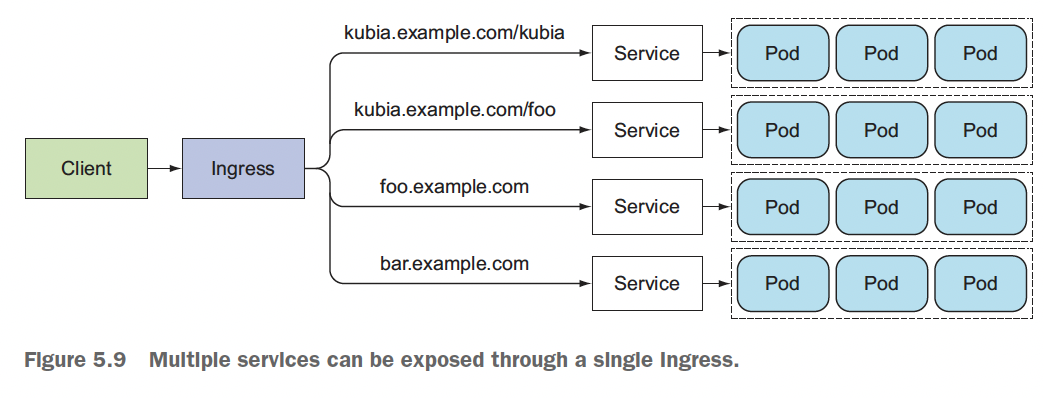 kubia.example.com/kubia
Service
Pod
Pod
Pod
kubia.example.com/foo
Service
Pod
Pod
Pod
Client
Ingress
foo.example.com
Service
Pod
Pod
Pod
bar.example.com
Service
Pod
Pod
Pod
Figure 5.9 Multiple services can be exposed through a single Ingress.